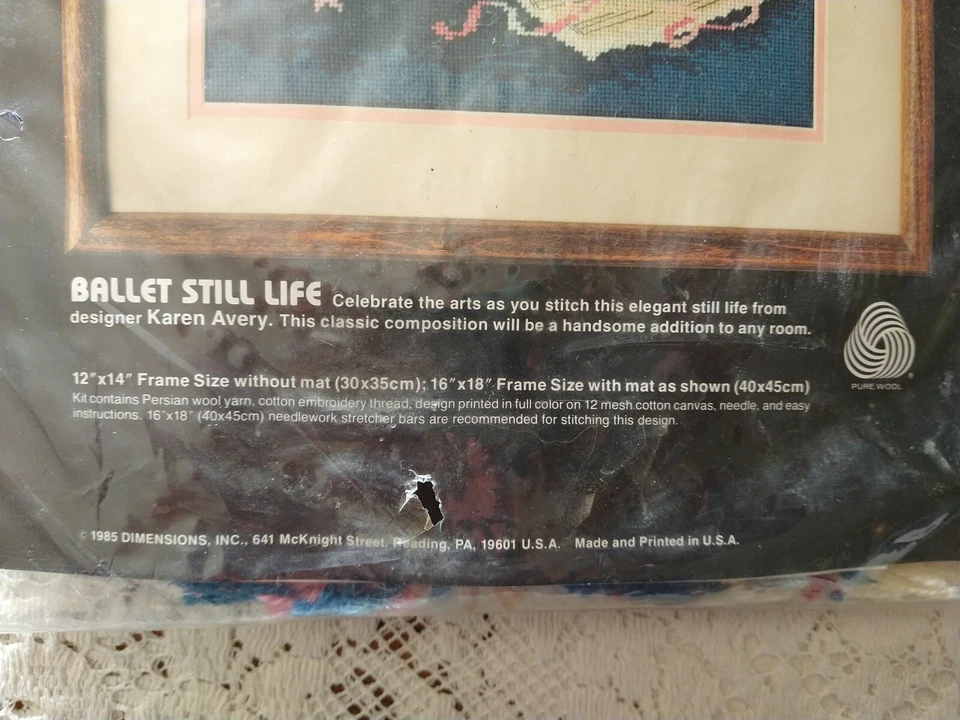 BALLET STILL LIFE Celebrate the arts as you stitch this elegant still life from
designer Karen Avery. This classic composition will be a handsome addition to any room.
PURE WOOL
12"x14" Frame Size without mat (30x35cm); 16"x18" Frame Size with mat as shown (40x45cm)
Kit contains Persian wool yarn, cotton embroidery thread, design printed in full color on 12 mesh cotton canvas, needle, and easy
instructions. 16"x18" (40x45cm) needlework stretcher bars are recommended for stitching this design.
© 1985 DIMENSIONS, INC., 641 McKnight Street, Reading, PA, 19601 U.S.A. Made and Printed in U.S.A.